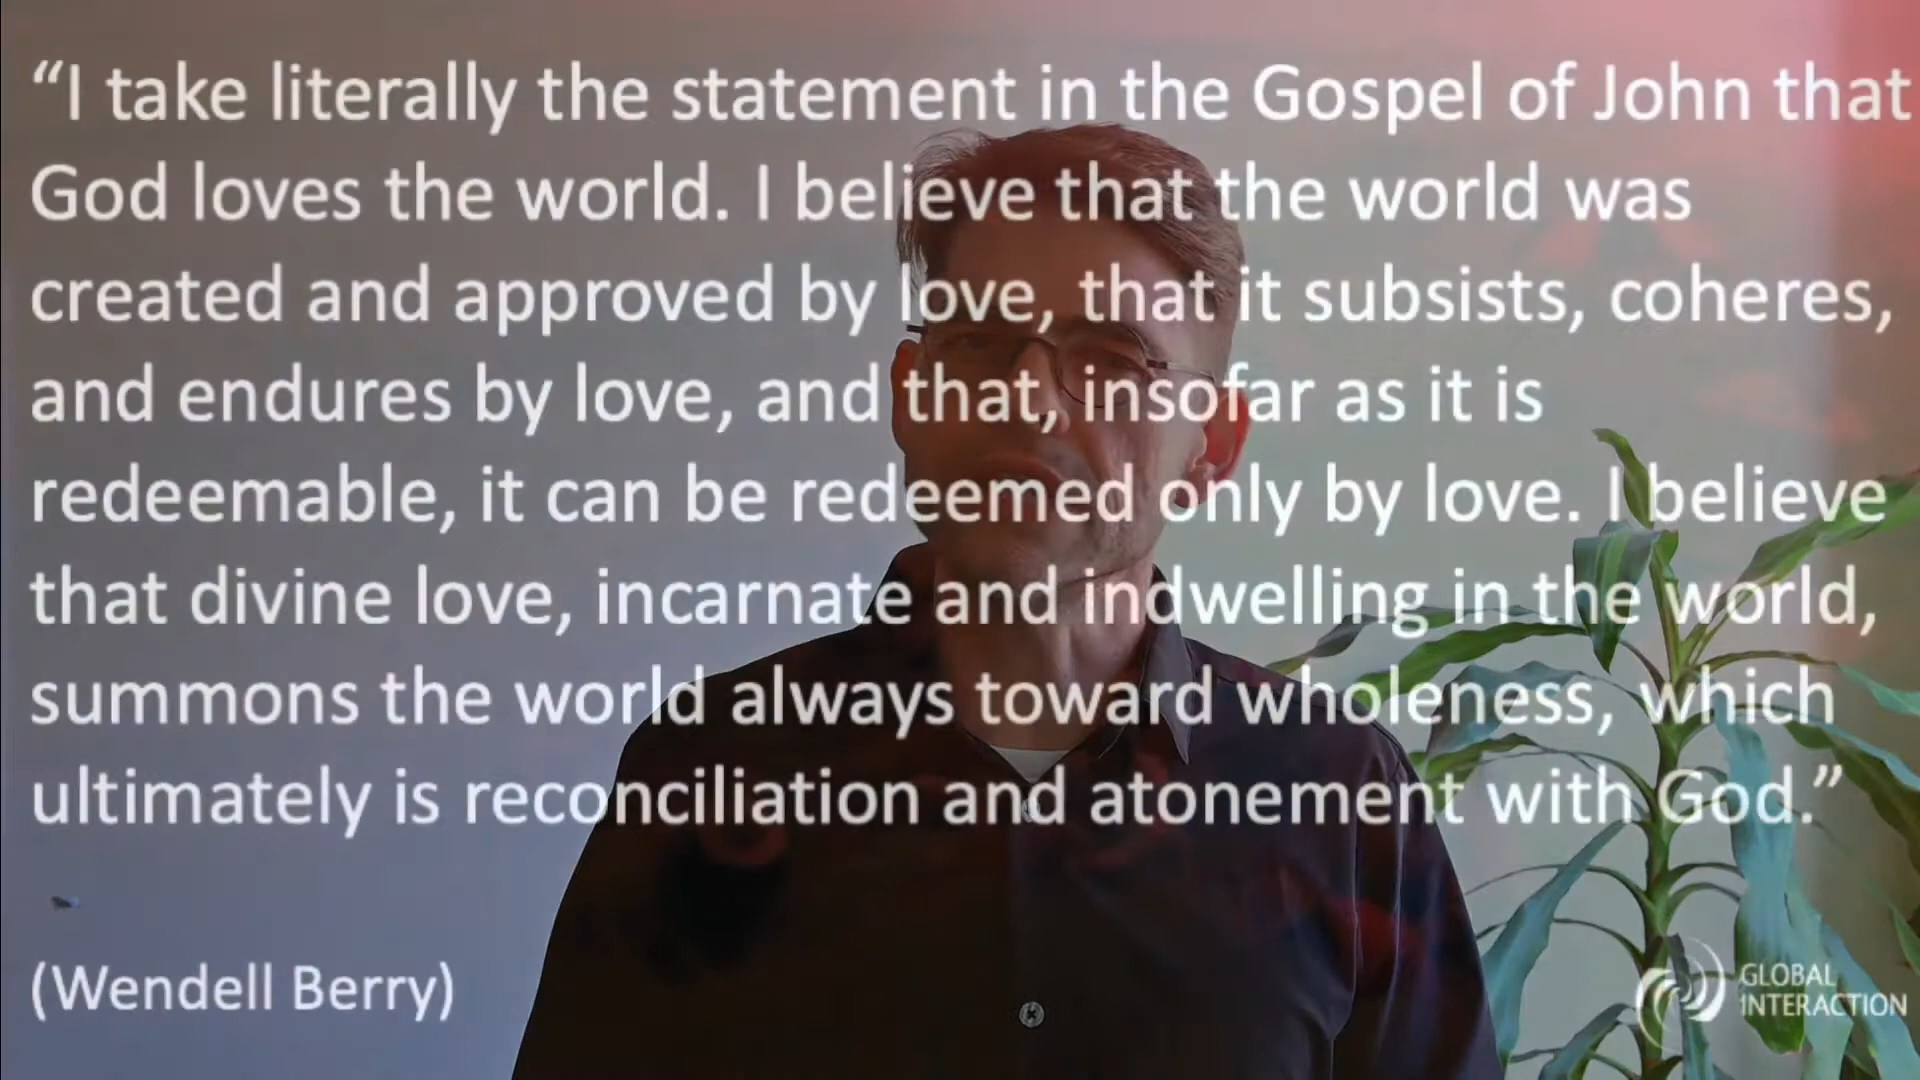 “I take literally the statement in the Gospel of John that
God loves the world. I believe that the world was
created and approved by love, that it subsists, coheres,
and endures by love, and that, insofar as it is
redeemable, it can be redeemed only by love. I believe
that divine love, incarnate and indwelling in the world,
summons the world always toward wholeness, which
ultimately is reconciliation and atonement with God.”
(Wendell Berry)
GLOBAL
INTERACTION